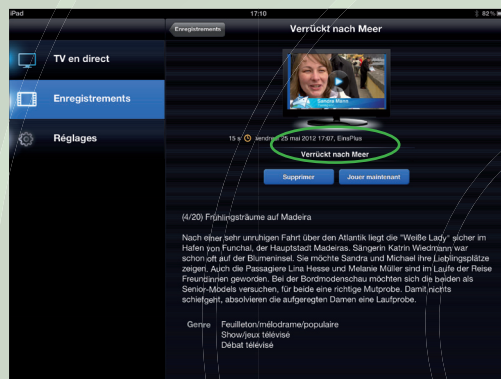 iPad
17:10
82 %
Enregistrements
Verrückt nach Meer
TV en direct
Enregistrements
Réglages
Sandra Mann
15 s vendredi 25 mai 2012 17:07, EinsPlus
Verrückt nach Meer
Supprimer
Jouer maintenant
(4/20) Frühlingsträume auf Madeira
Nach einer sehr unruhigen Fahrt über den Atlantik liegt die "Weiße Lady" sicher im
Hafen von Funchal, der Hauptstadt Madeiras. Sängerin Katrin Wiedmann war
schon oft auf der Blumeninsel. Sie möchte Sandra und Michael ihre Lieblingsplätze
zeigen. Auch die Passagiere Lina Hesse und Melanie Müller sind im Laufe der Reise
Freundinnen geworden. Bei der Bordmodenschau möchten sich die beiden als
Senior-Models versuchen, für beide eine richtige Mutprobe. Damit nichts
schiefgeht, absolvieren die aufgeregten Damen eine Laufprobe.
Genre Feuilleton/mélodrame/populaire
Show/jeux télévisé
Débat télévisé